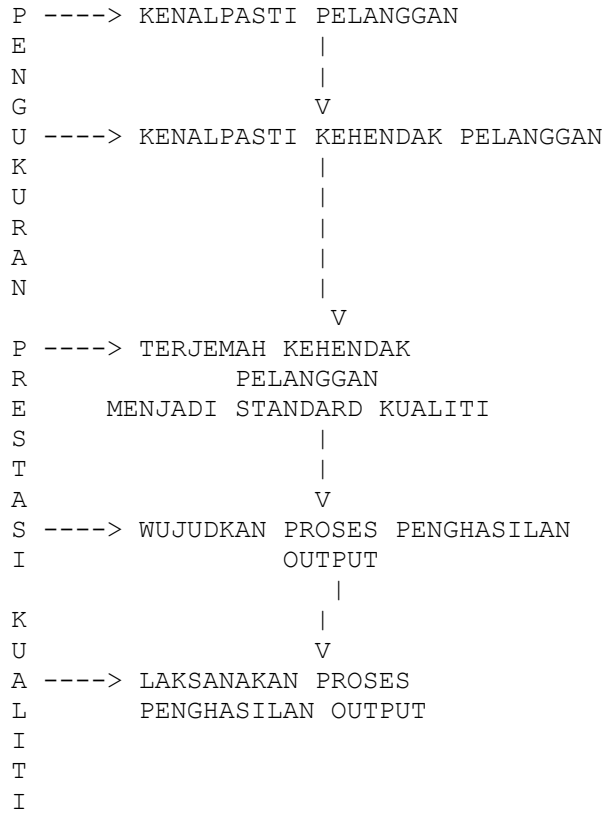 P ----> KENALPASTI PELANGGAN
E |
N |
G V
U ----> KENALPASTI KEHENDAK PELANGGAN
K |
U |
R |
A |
N |
V
P ----> TERJEMAH KEHENDAK
R PELANGGAN
E MENJADI STANDARD KUALITI
S |
T |
A V
S ----> WUJUDKAN PROSES PENGHASILAN
I OUTPUT
|
K |
U V
A ----> LAKSANAKAN PROSES
L PENGHASILAN OUTPUT
I
T
I